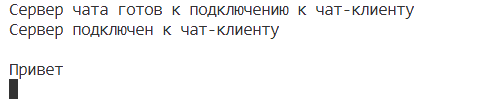 Сервер чата готов к подключению к чат-клиенту
Сервер подключен к чат-клиенту
Привет